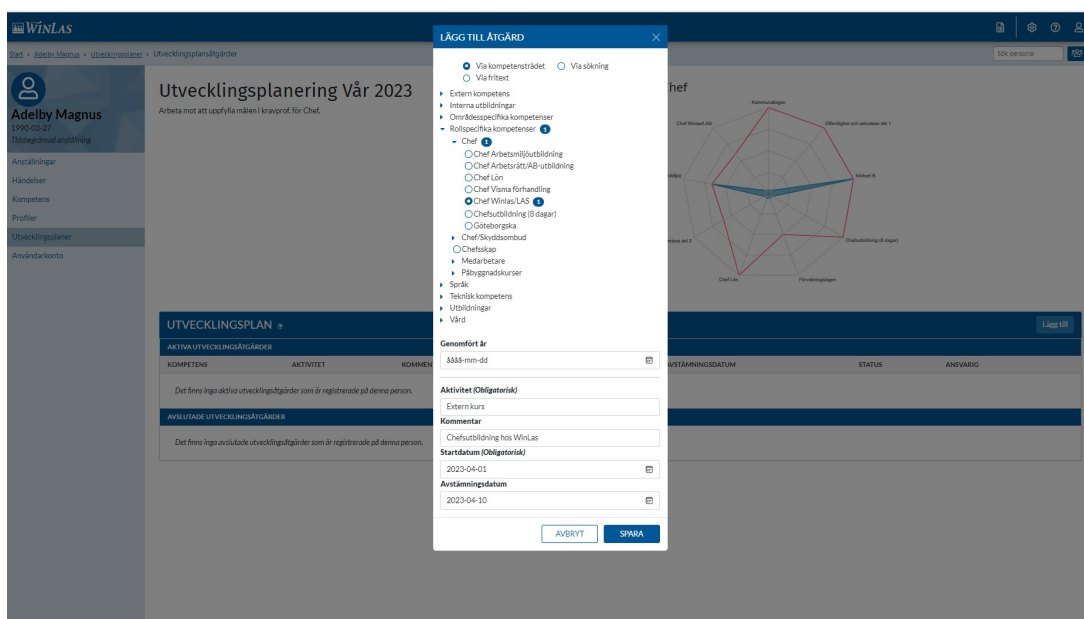 WINLAS
Start > Adelby Magnus > Utvecklingsplaner > Utvecklingsplansåtgärder
Sök personal
Adelby Magnus
1990-03-27
Tidsbegränsad anställning
Anställningar
Händelser
Kompetens
Profiler
Utvecklingsplaner
Användarkonto
Utvecklingsplanering Vår 2023
Arbeta mot att uppfylla målen i kravprof. för Chef.
hef
Kommunallagen
Chef Winlas/LAS
Offentlighet och sekretess del 1
Körkort B
Chefsutbildning (8 dagar)
Förvaltningslagen
Chef Lön
UTVECKLINGSPLAN
Lägg till
AKTIVA UTVECKLINGSÅTGÄRDER
KOMPETENS AKTIVITET KOMMEN AVSTÄMNINGSDATUM STATUS ANSVARIG
Det finns inga aktiva utvecklingsåtgärder som är registrerade på denna person.
AVSLUTADE UTVECKLINGSÅTGÄRDER
Det finns inga avslutade utvecklingsåtgärder som är registrerade på denna person.
LÄGG TILL ÅTGÄRD
Via kompetensträdet Via sökning
Via fritext
Extern kompetens
Interna utbildningar
Områdesspecifika kompetenser
Rollspecifika kompetenser 1
Chef 1
Chef Arbetsmiljöutbildning
Chef Arbetsrätt/AB-utbildning
Chef Lön
Chef Visma förhandling
Chef Winlas/LAS 1
Chefsutbildning (8 dagar)
Göteborgska
Chef/Skyddsombud
Chefsskap
Medarbetare
Påbyggnadskurser
Språk
Teknisk kompetens
Utbildningar
Vård
Genomfört år
åååå-mm-dd
Aktivitet (Obligatorisk)
Extern kurs
Kommentar
Chefsutbildning hos WinLas
Startdatum (Obligatorisk)
2023-04-01
Avstämningsdatum
2023-04-10
AVBRYT SPARA